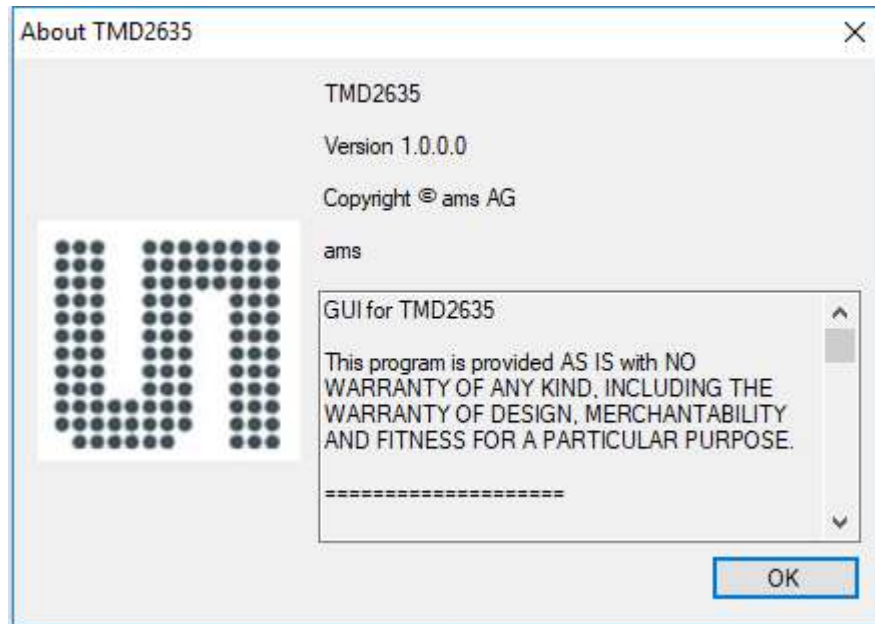 About TMD2635
TMD2635
Version 1.0.0.0
Copyright © ams AG
ams
GUI for TMD2635
This program is provided AS IS with NO
WARRANTY OF ANY KIND, INCLUDING THE
WARRANTY OF DESIGN, MERCHANTABILITY
AND FITNESS FOR A PARTICULAR PURPOSE.
====================
OK